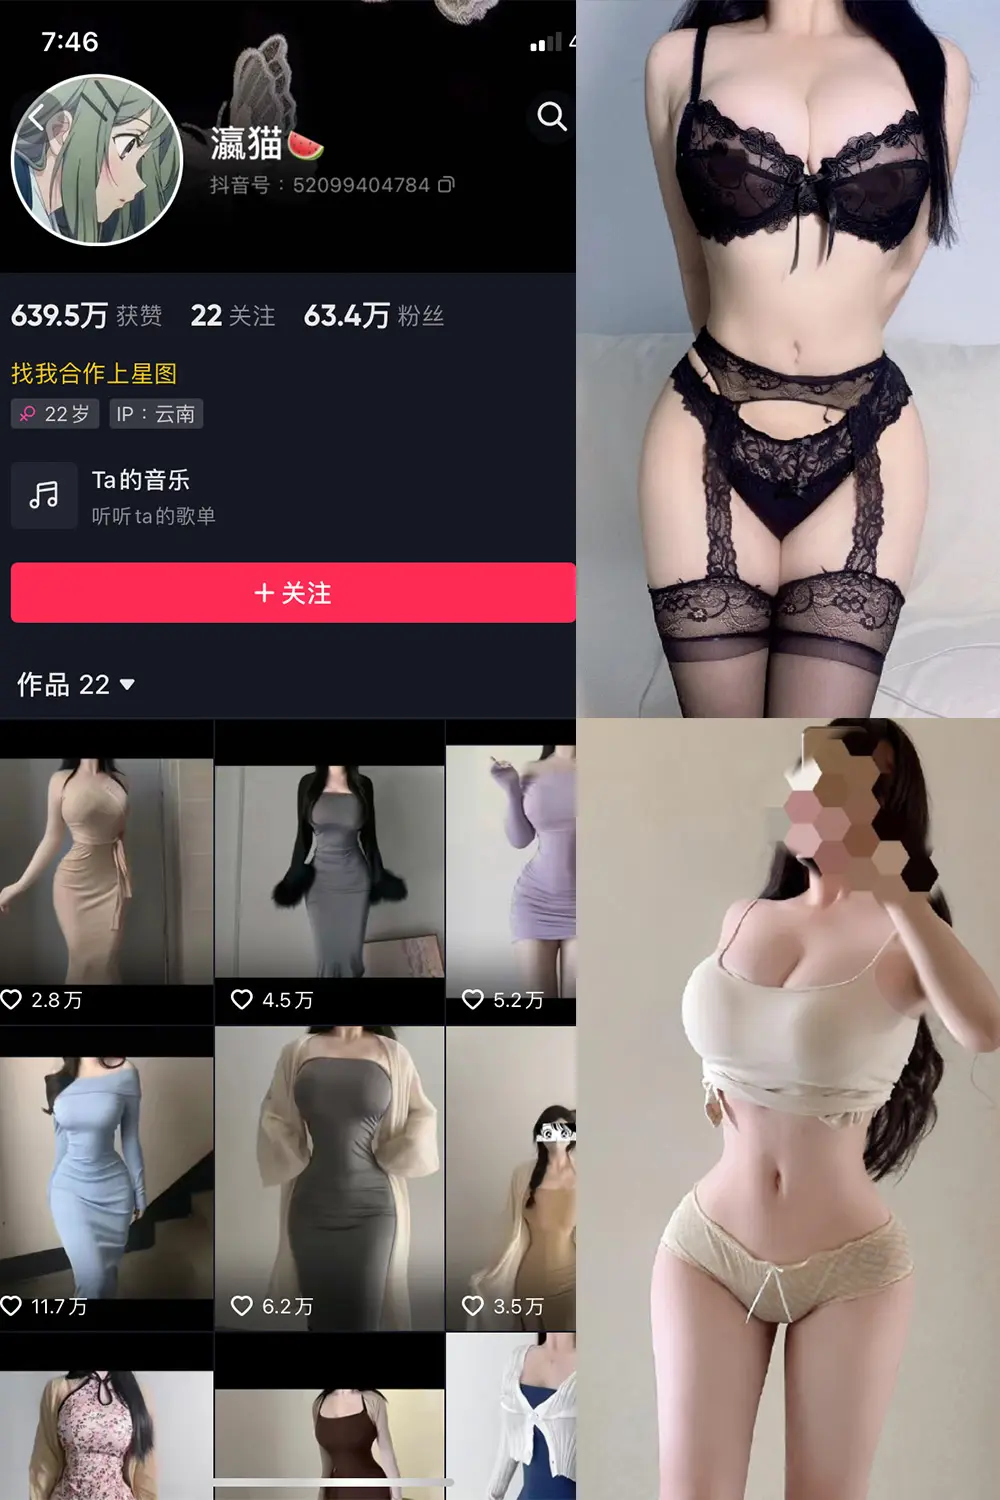 7:46
瀛猫🍉
抖音号：52099404784
639.5万 获赞 22 关注 63.4万 粉丝
找我合作上星图
22岁 IP：云南
Ta的音乐
听听ta的歌单
+ 关注
作品 22
2.8万 4.5万 5.2万
11.7万 6.2万 3.5万